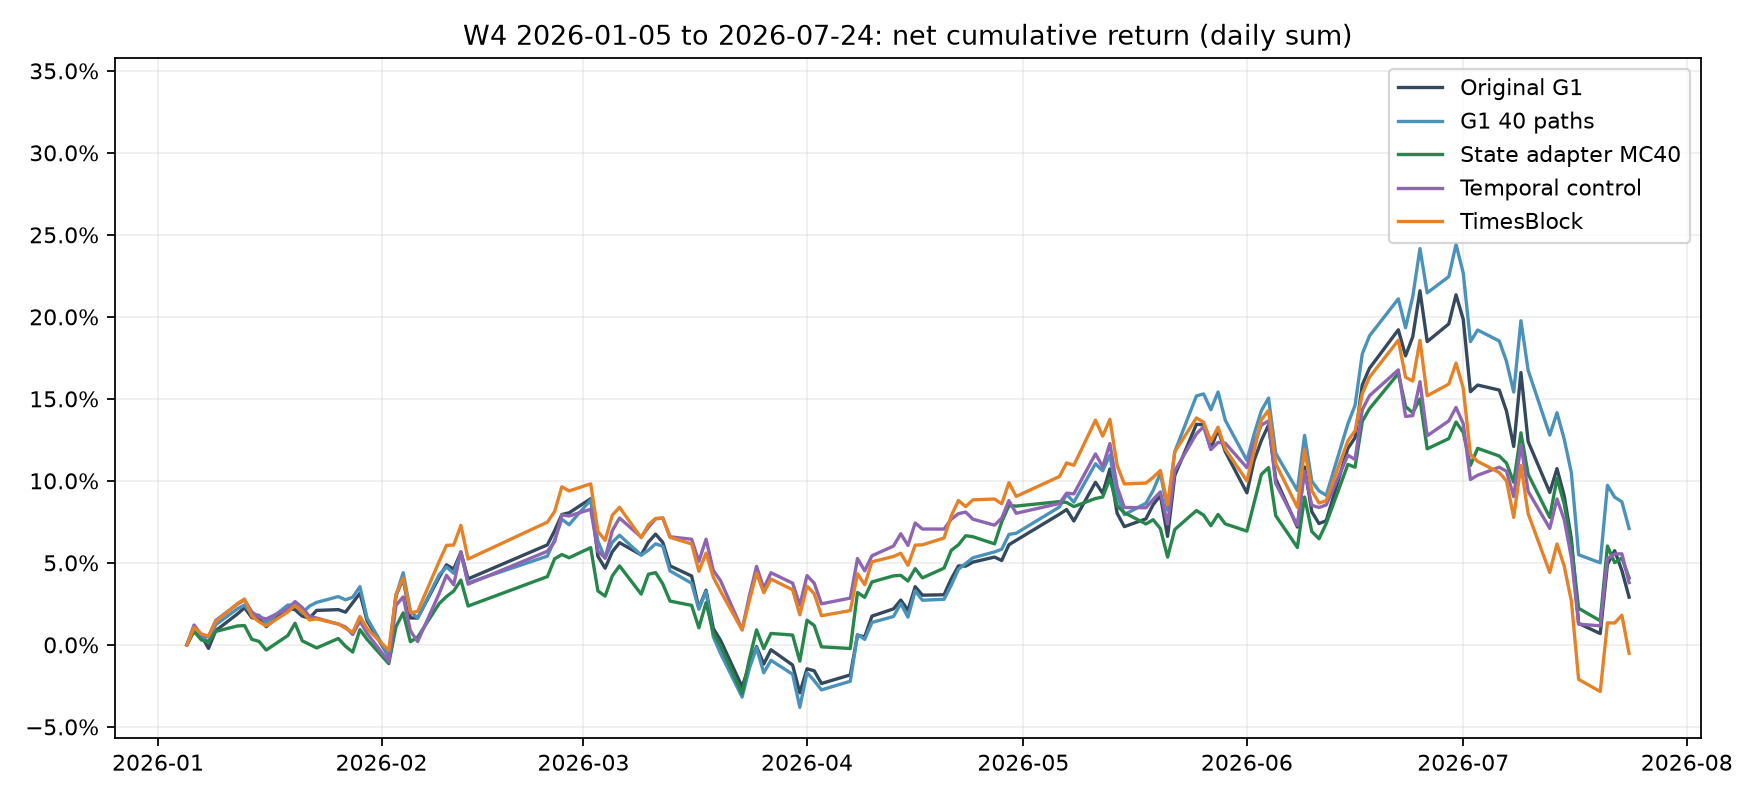 W4 2026-01-05 to 2026-07-24: net cumulative return (daily sum)
35.0%
30.0%
25.0%
20.0%
15.0%
10.0%
5.0%
0.0%
−5.0%
Original G1
G1 40 paths
State adapter MC40
Temporal control
TimesBlock
2026-01
2026-02
2026-03
2026-04
2026-05
2026-06
2026-07
2026-08